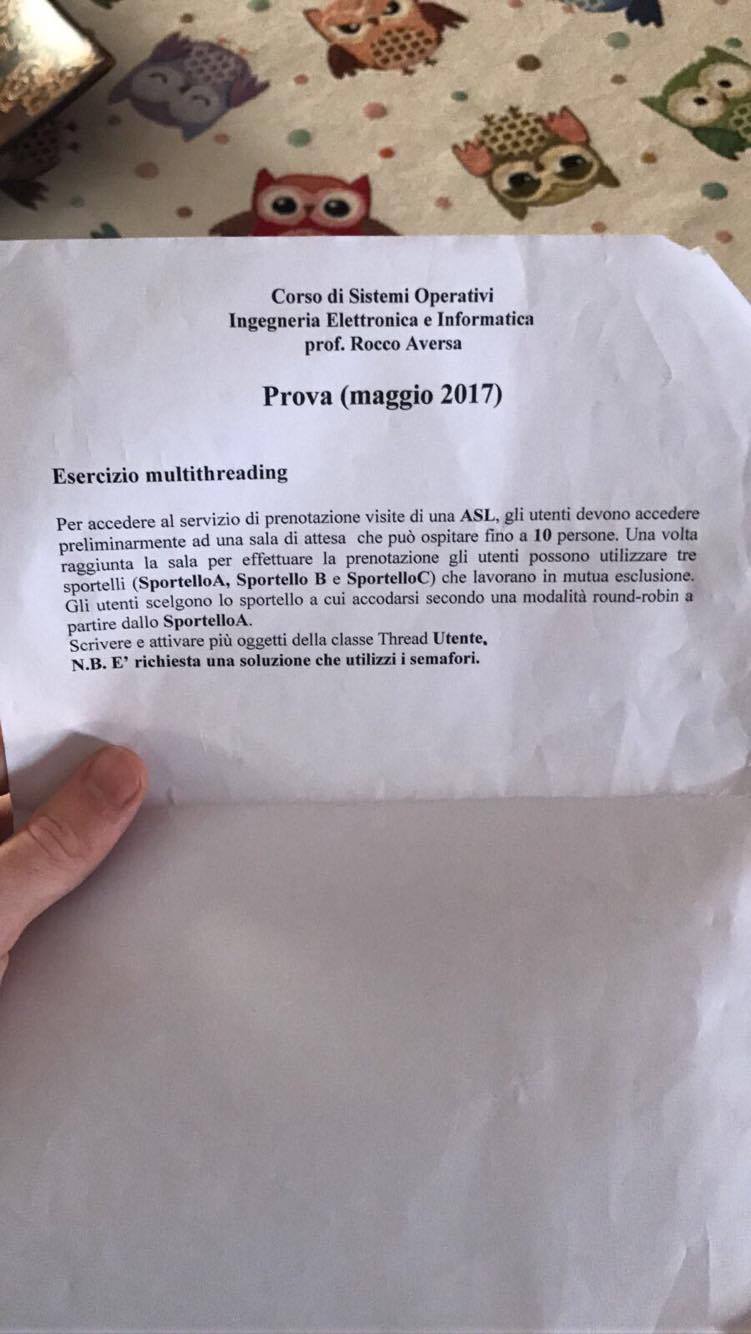 Corso di Sistemi Operativi
Ingegneria Elettronica e Informatica
prof. Rocco Aversa
Prova (maggio 2017)
Esercizio multithreading
Per accedere al servizio di prenotazione visite di una ASL, gli utenti devono accedere
preliminarmente ad una sala di attesa che può ospitare fino a 10 persone. Una volta
raggiunta la sala per effettuare la prenotazione gli utenti possono utilizzare tre
sportelli (SportelloA, Sportello B e SportelloC) che lavorano in mutua esclusione.
Gli utenti scelgono lo sportello a cui accodarsi secondo una modalità round-robin a
partire dallo SportelloA.
Scrivere e attivare più oggetti della classe Thread Utente.
N.B. E' richiesta una soluzione che utilizzi i semafori.